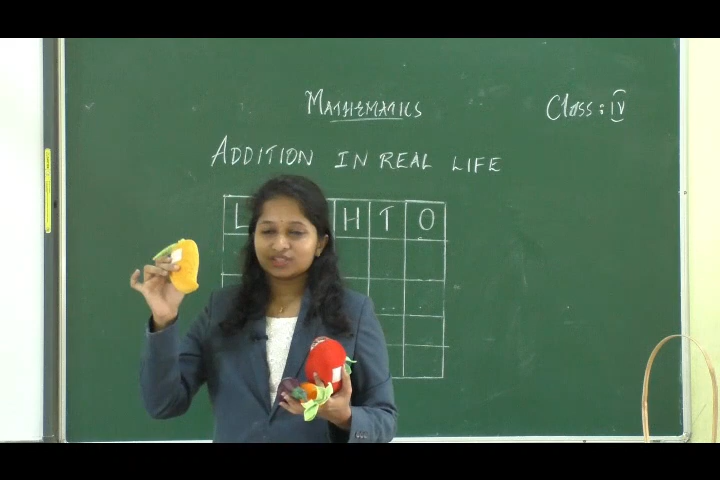 MATHEMATICS
Class: IV
ADDITION IN REAL LIFE
L H T O